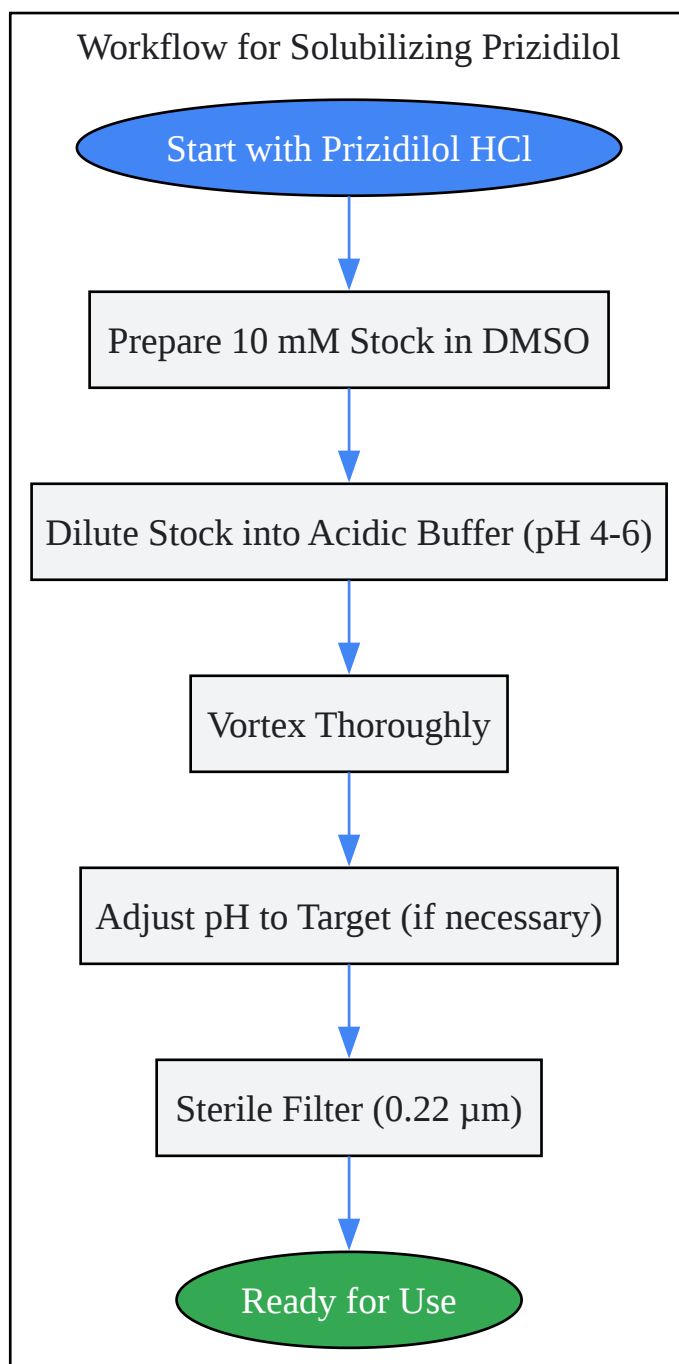 Workflow for Solubilizing Prizidilol
Start with Prizidilol HCl
Prepare 10 mM Stock in DMSO
Dilute Stock into Acidic Buffer (pH 4-6)
Vortex Thoroughly
Adjust pH to Target (if necessary)
Sterile Filter (0.22 µm)
Ready for Use